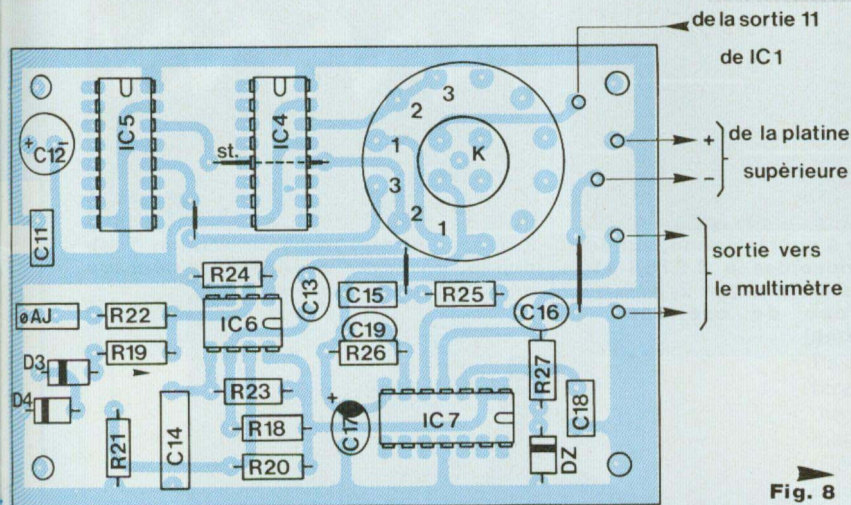 de la sortie 11
de IC1
+ de la platine
- supèrieure
sortie vers
le multimètre
IC5
IC4
st.
3
2
1
3
2
1
K
+ C12 -
C11
R24
C13
C15
R25
C16
øAJ
R22
IC6
C19
R19
R26
D3
R27
D4
R23
C18
+
IC7
R21
C14
R18
C17
R20
DZ
Fig. 8